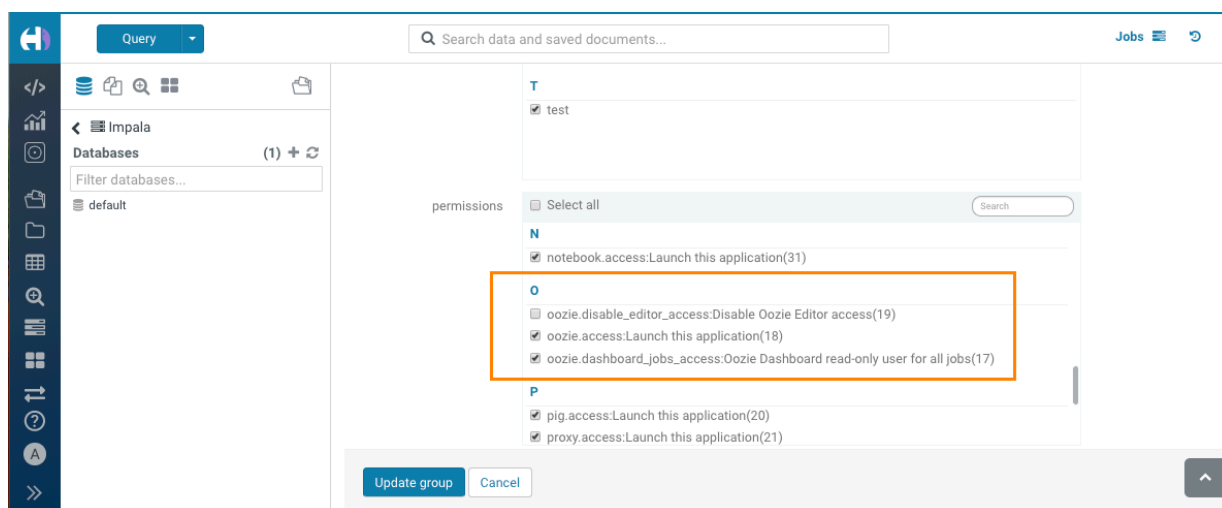 Query
Search data and saved documents...
Jobs
Impala
Databases (1)
Filter databases...
default
T
test
permissions
Select all
Search
N
notebook.access:Launch this application(31)
O
oozie.disable_editor_access:Disable Oozie Editor access(19)
oozie.access:Launch this application(18)
oozie.dashboard_jobs_access:Oozie Dashboard read-only user for all jobs(17)
P
pig.access:Launch this application(20)
proxy.access:Launch this application(21)
A
Update group
Cancel